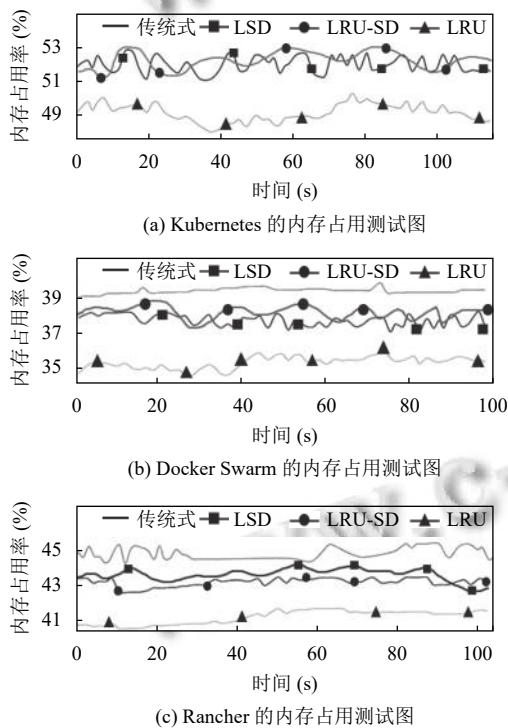 传统式 LSD LRU-SD LRU
内存占用率 (%)
53
51
49
0 20 40 60 80 100
时间 (s)
(a) Kubernetes 的内存占用测试图
传统式 LSD LRU-SD LRU
内存占用率 (%)
39
37
35
0 20 40 60 80 100
时间 (s)
(b) Docker Swarm 的内存占用测试图
传统式 LSD LRU-SD LRU
内存占用率 (%)
45
43
41
0 20 40 60 80 100
时间 (s)
(c) Rancher 的内存占用测试图